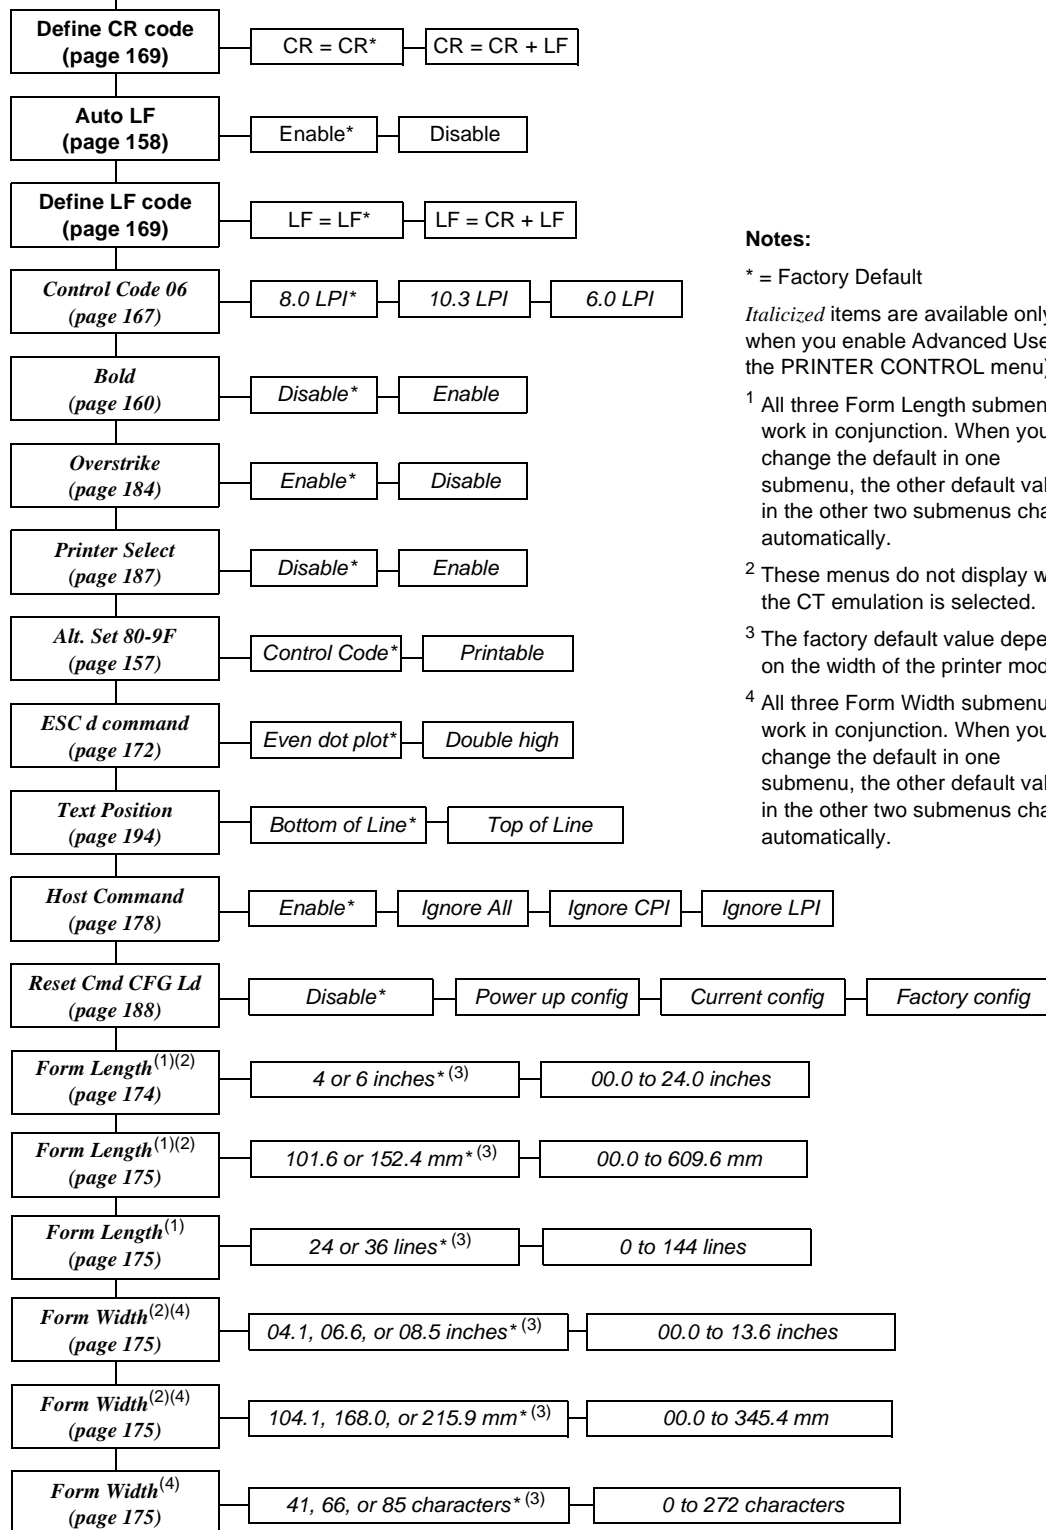 Define CR code
(page 169)
CR = CR*
CR = CR + LF
Auto LF
(page 158)
Enable*
Disable
Define LF code
(page 169)
LF = LF*
LF = CR + LF
Control Code 06
(page 167)
8.0 LPI*
10.3 LPI
6.0 LPI
Bold
(page 160)
Disable*
Enable
Overstrike
(page 184)
Enable*
Disable
Printer Select
(page 187)
Disable*
Enable
Alt. Set 80-9F
(page 157)
Control Code*
Printable
ESC d command
(page 172)
Even dot plot*
Double high
Text Position
(page 194)
Bottom of Line*
Top of Line
Host Command
(page 178)
Enable*
Ignore All
Ignore CPI
Ignore LPI
Reset Cmd CFG Ld
(page 188)
Disable*
Power up config
Current config
Factory config
Form Length(1)(2)
(page 174)
4 or 6 inches* (3)
00.0 to 24.0 inches
Form Length(1)(2)
(page 175)
101.6 or 152.4 mm* (3)
00.0 to 609.6 mm
Form Length(1)
(page 175)
24 or 36 lines* (3)
0 to 144 lines
Form Width(2)(4)
(page 175)
04.1, 06.6, or 08.5 inches* (3)
00.0 to 13.6 inches
Form Width(2)(4)
(page 175)
104.1, 168.0, or 215.9 mm* (3)
00.0 to 345.4 mm
Form Width(4)
(page 175)
41, 66, or 85 characters* (3)
0 to 272 characters
Notes:
* = Factory Default
Italicized items are available only
when you enable Advanced Use
the PRINTER CONTROL menu)
1 All three Form Length submen
work in conjunction. When you
change the default in one
submenu, the other default val
in the other two submenus cha
automatically.
2 These menus do not display w
the CT emulation is selected.
3 The factory default value depe
on the width of the printer mod
4 All three Form Width submenu
work in conjunction. When you
change the default in one
submenu, the other default val
in the other two submenus cha
automatically.